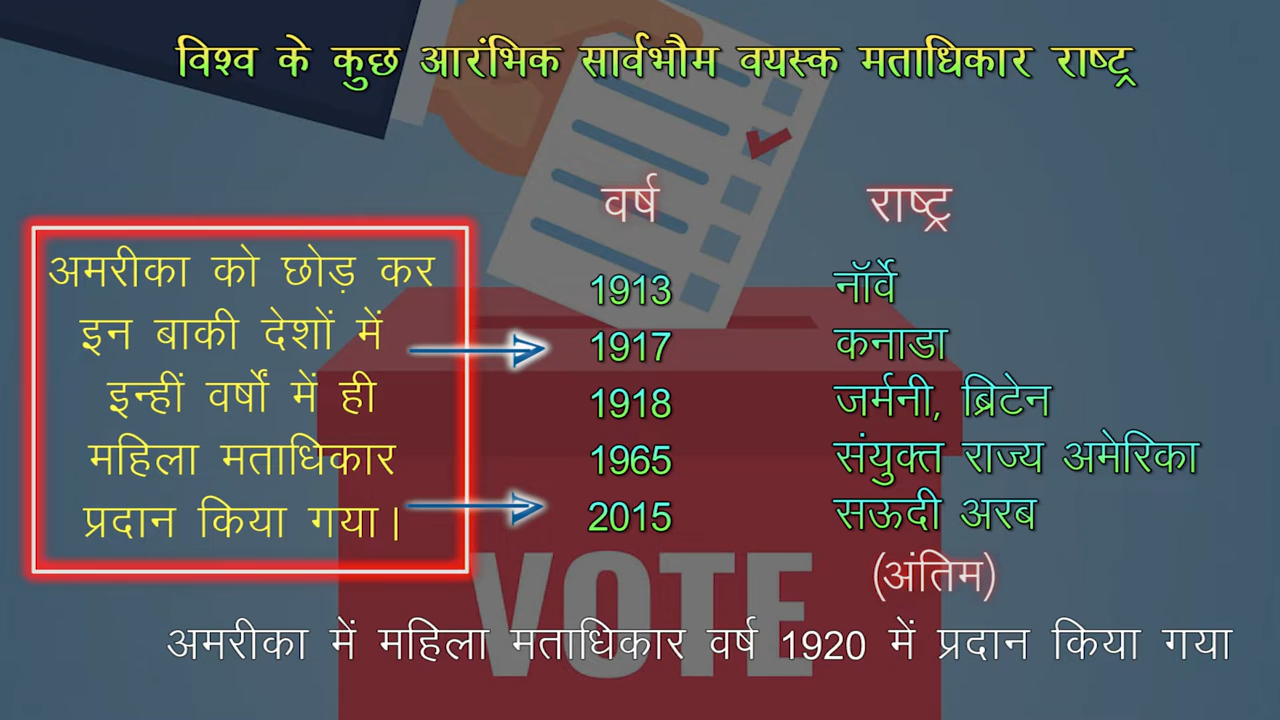 विश्व के कुछ आरंभिक सार्वभौम वयस्क मताधिकार राष्ट्र
अमरीका को छोड़ कर
इन बाकी देशों में
इन्हीं वर्षों में ही
महिला मताधिकार
प्रदान किया गया।
वर्ष राष्ट्र
1913 नॉर्वे
1917 कनाडा
1918 जर्मनी, ब्रिटेन
1965 संयुक्त राज्य अमेरिका
2015 सऊदी अरब
(अंतिम)
VOTE
अमरीका में महिला मताधिकार वर्ष 1920 में प्रदान किया गया